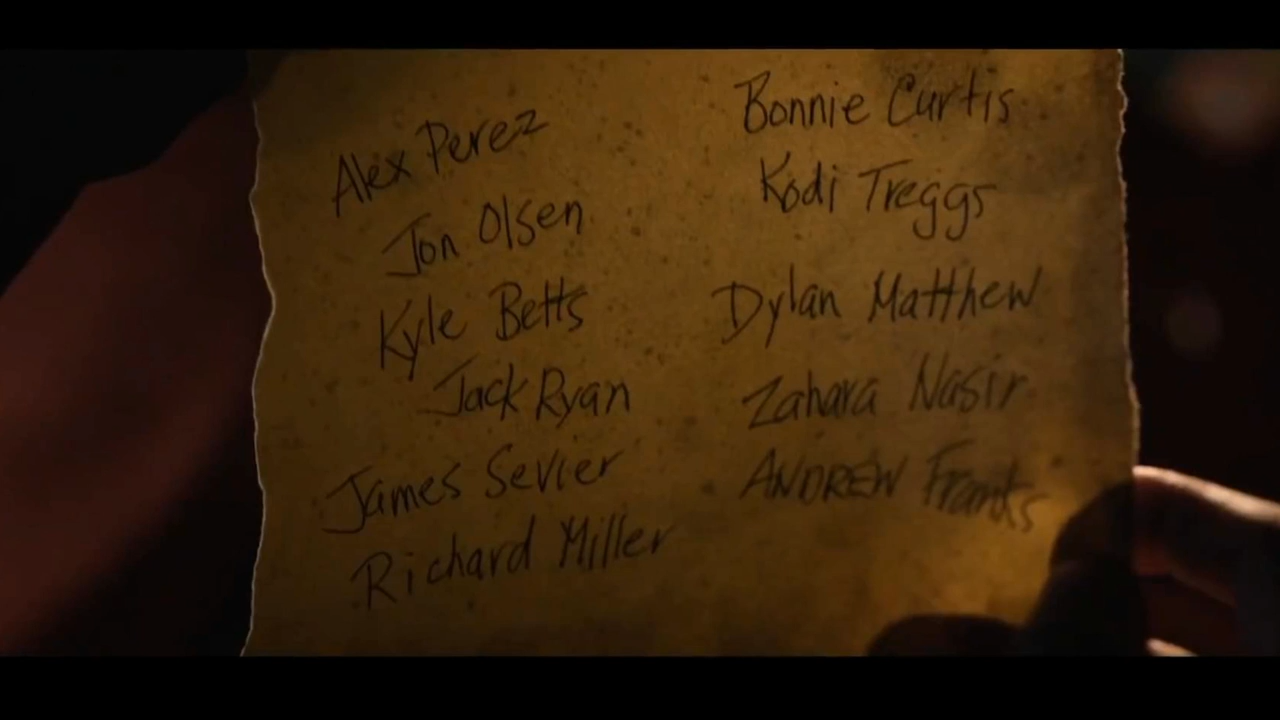 Alex Perez
Jon Olsen
Kyle Betts
Jack Ryan
James Sevier
Richard Miller
Bonnie Curtis
Kodi Treggs
Dylan Matthew
Zahara Nasir
ANDREW